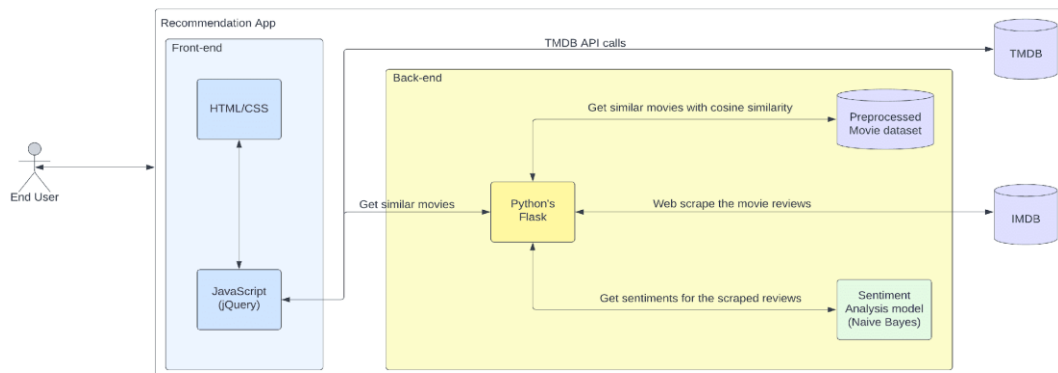 Recommendation App
Front-end
TMDB API calls
TMDB
Back-end
HTML/CSS
Get similar movies with cosine similarity
Preprocessed
Movie dataset
End User
Get similar movies
Python's
Flask
Web scrape the movie reviews
IMDB
JavaScript
(jQuery)
Get sentiments for the scraped reviews
Sentiment
Analysis model
(Naive Bayes)